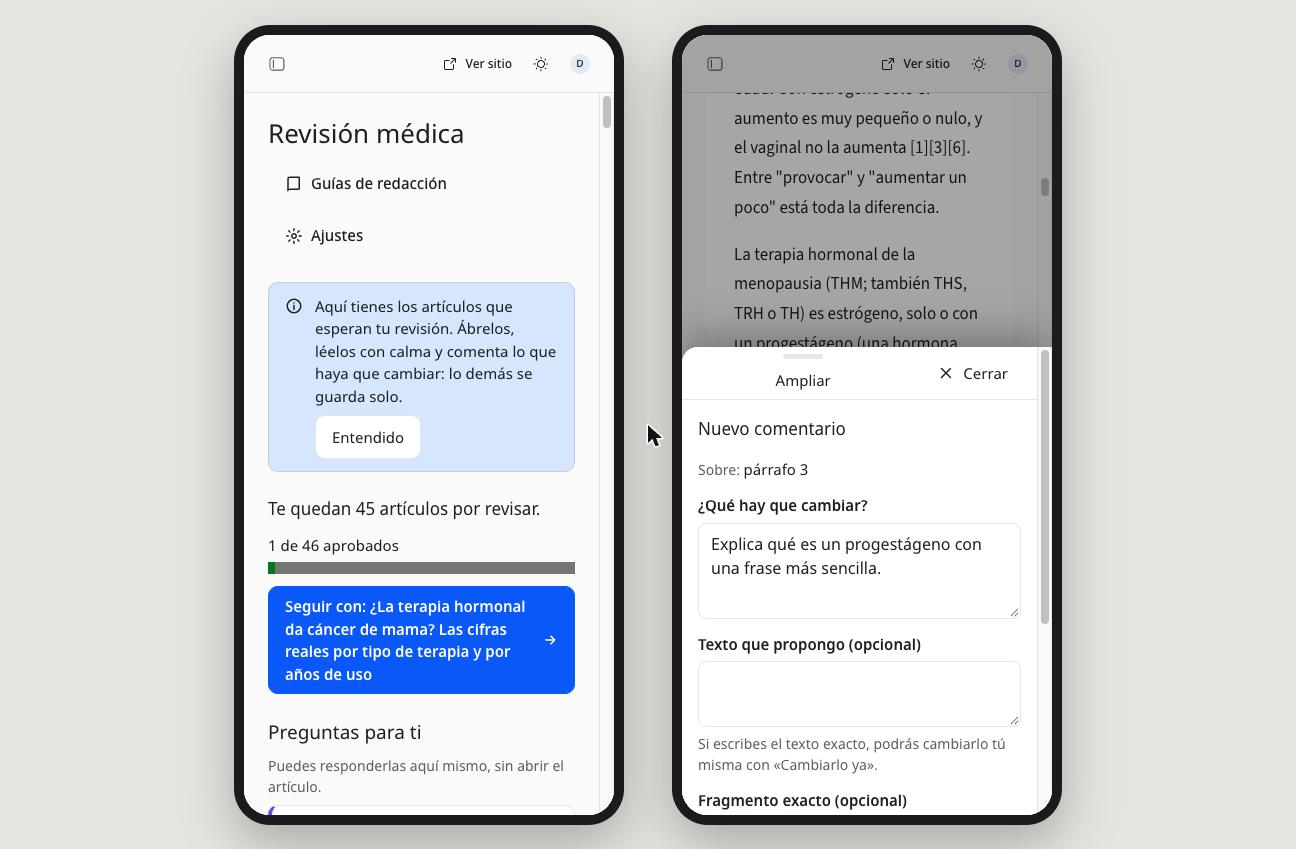 Ver sitio
D
Revisión médica
Guías de redacción
Ajustes
Aquí tienes los artículos que
esperan tu revisión. Ábrelos,
léelos con calma y comenta lo que
haya que cambiar: lo demás se
guarda solo.
Entendido
Te quedan 45 artículos por revisar.
1 de 46 aprobados
Seguir con: ¿La terapia hormonal
da cáncer de mama? Las cifras
reales por tipo de terapia y por
años de uso
Preguntas para ti
Puedes responderlas aquí mismo, sin abrir el
artículo.
Ver sitio
D
aumento es muy pequeño o nulo, y
el vaginal no la aumenta [1][3][6].
Entre "provocar" y "aumentar un
poco" está toda la diferencia.
La terapia hormonal de la
menopausia (THM; también THS,
TRH o TH) es estrógeno, solo o con
un progestágeno (una hormona
Ampliar
Cerrar
Nuevo comentario
Sobre: párrafo 3
¿Qué hay que cambiar?
Explica qué es un progestágeno con
una frase más sencilla.
Texto que propongo (opcional)
Si escribes el texto exacto, podrás cambiarlo tú
misma con «Cambiarlo ya».
Fragmento exacto (opcional)